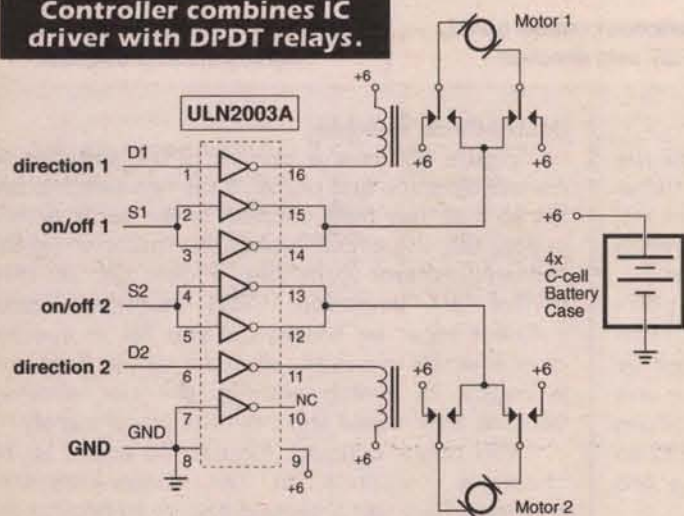 Controller combines IC
driver with DPDT relays.
Motor 1
+6
ULN2003A
+6 +6
direction 1 D1 1 16
on/off 1 S1 2 15
3 14
+6
4x
C-cell
Battery
Case
on/off 2 S2 4 13
5 12
direction 2 D2 6 11
+6 +6
NC
7 10
GND GND 8 9
+6
+6
Motor 2